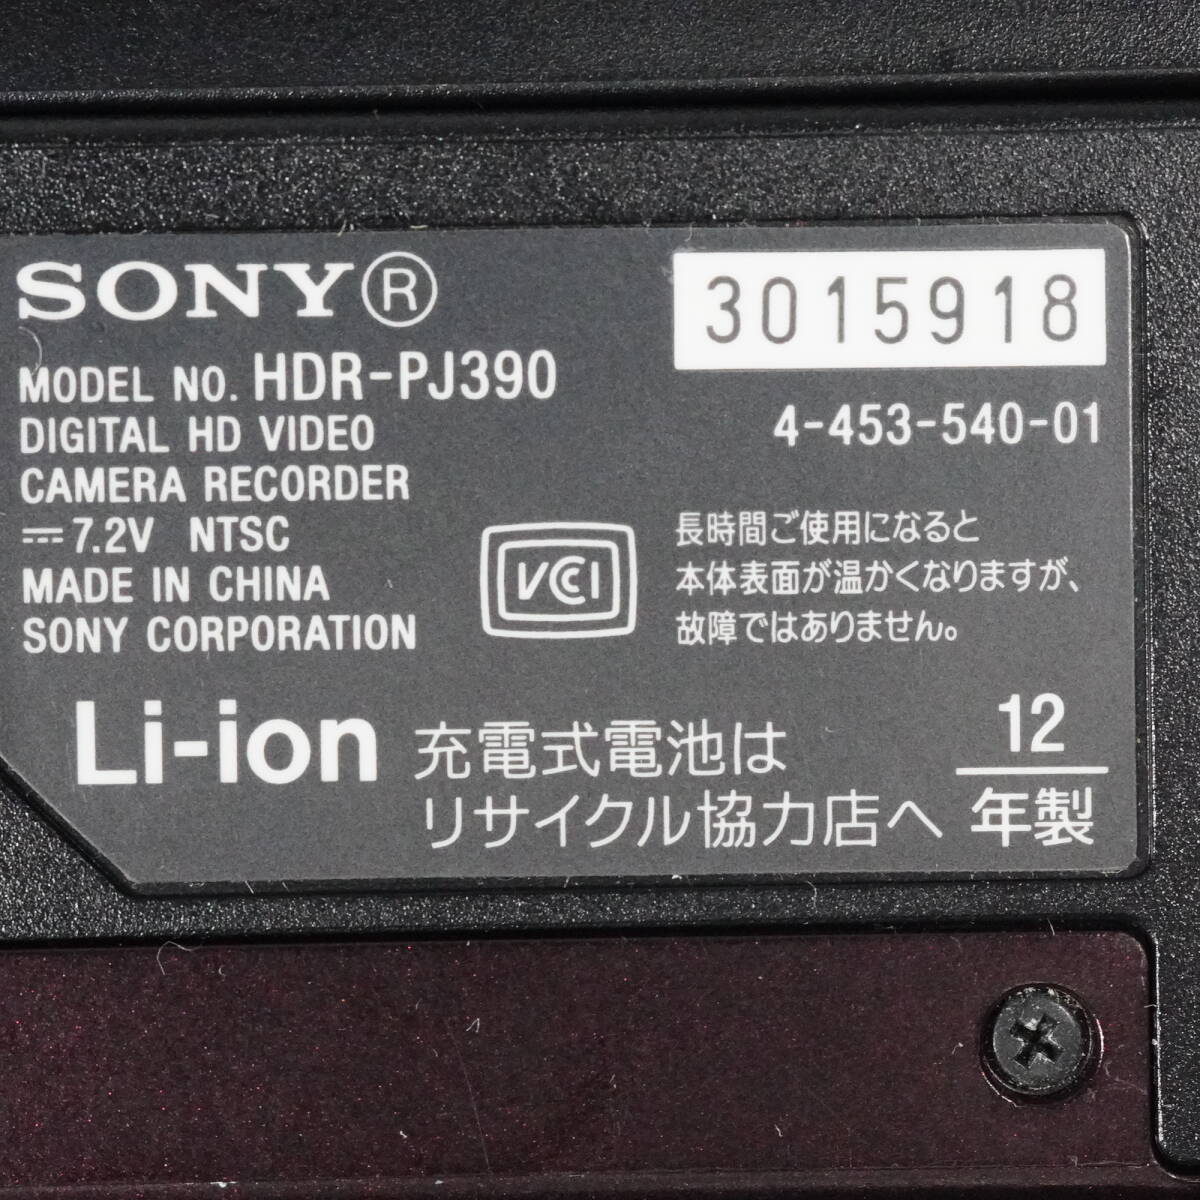 SONY®
3015918
MODEL NO. HDR-PJ390
4-453-540-01
DIGITAL HD VIDEO
CAMERA RECORDER
⎓7.2V NTSC
MADE IN CHINA
SONY CORPORATION
VCCI
長時間ご使用になると
本体表面が温かくなりますが、
故障ではありません。
Li-ion
充電式電池は
リサイクル協力店へ
12
年製